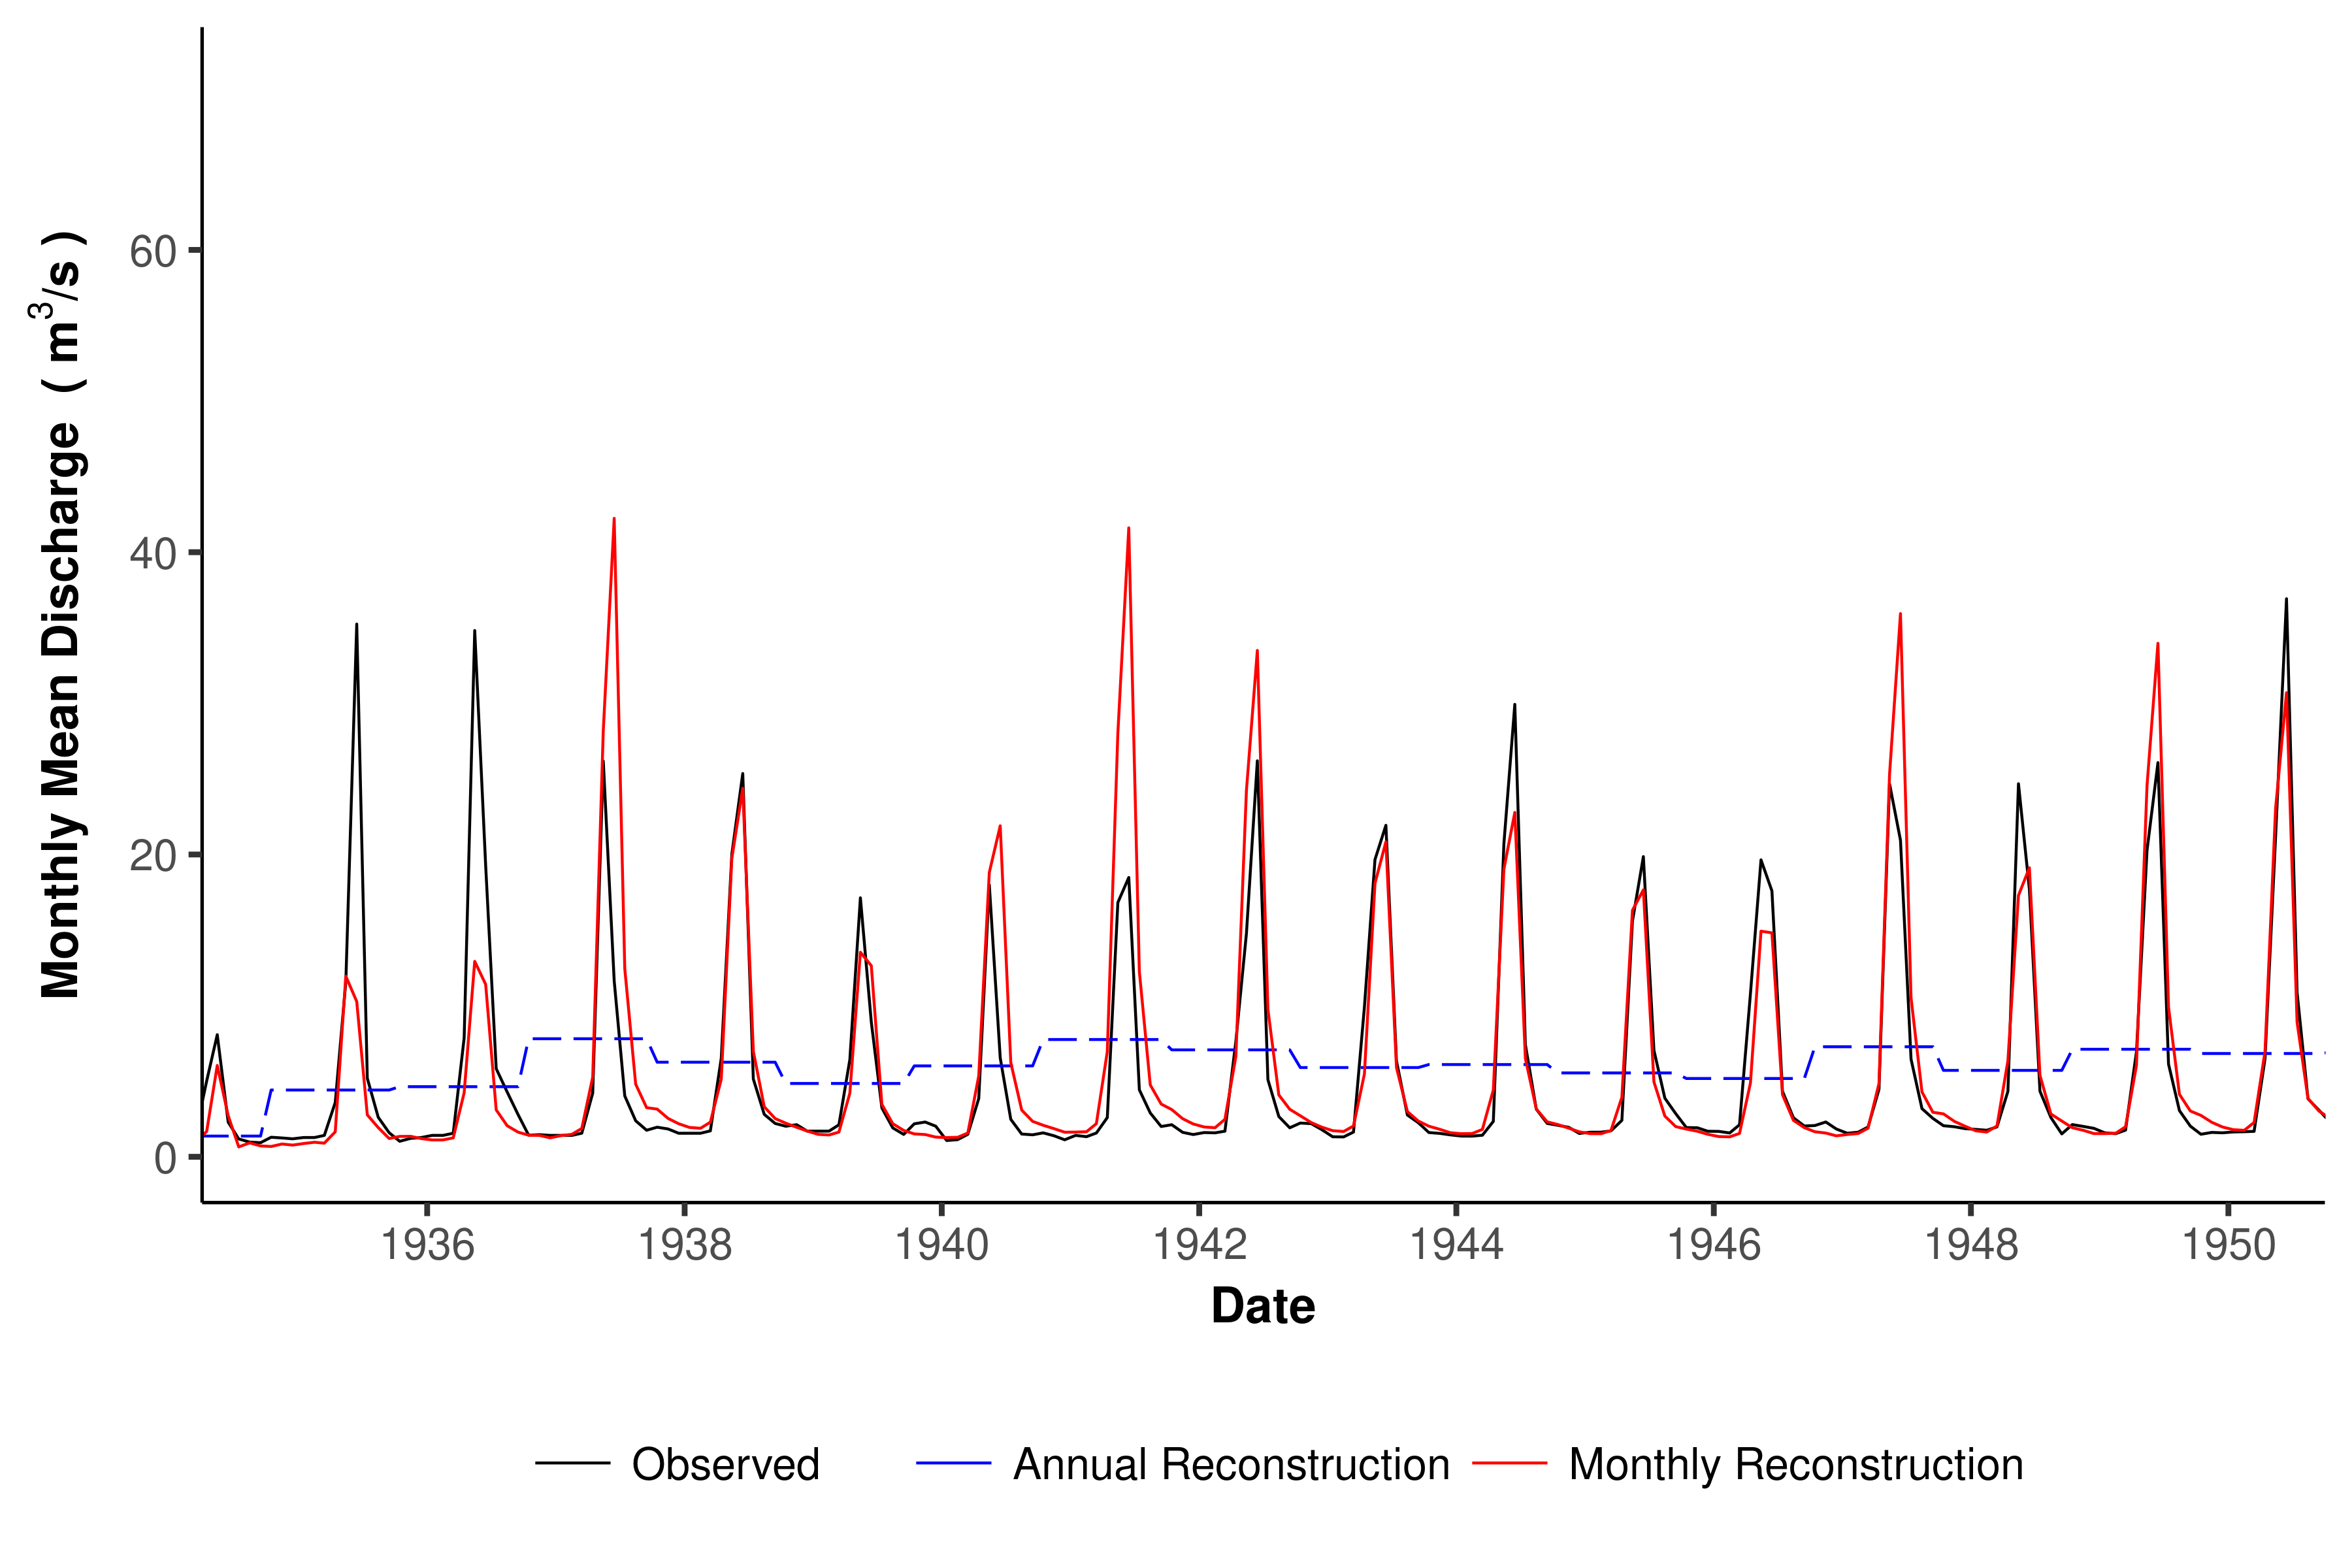 Monthly Mean Discharge ( m³/s )
60
40
20
0
1936 1938 1940 1942 1944 1946 1948 1950
Date
Observed Annual Reconstruction Monthly Reconstruction